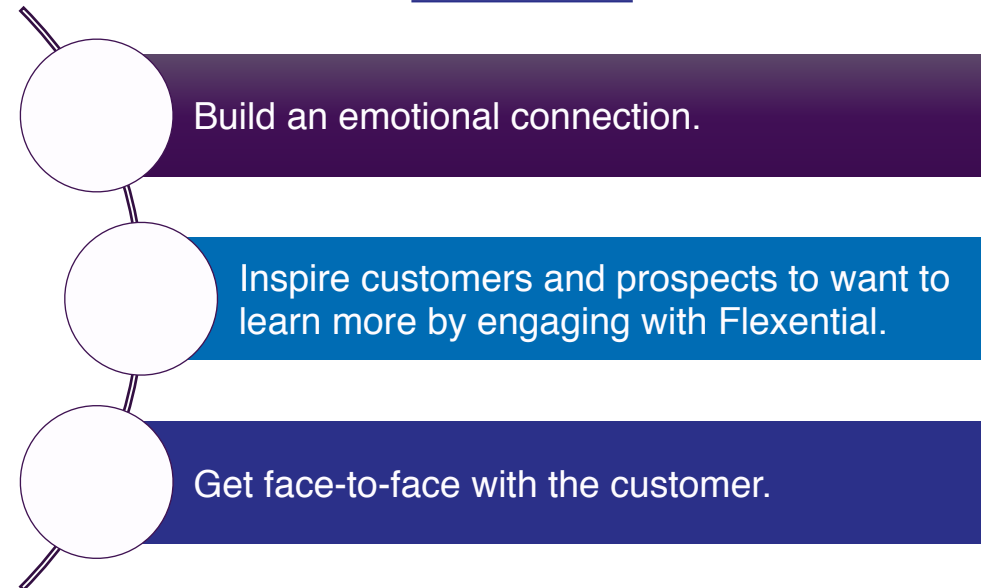 Build an emotional connection.
Inspire customers and prospects to want to
learn more by engaging with Flexential.
Get face-to-face with the customer.